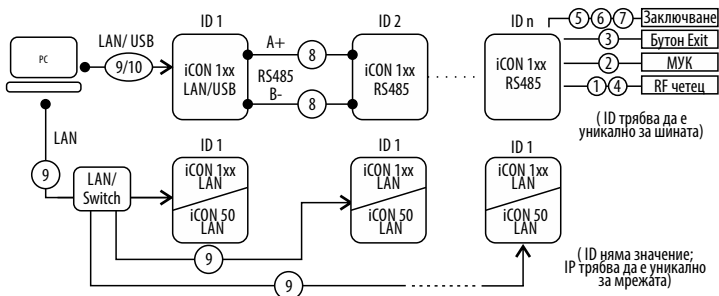 ID 1
ID 2
ID n
5 6 7 Заключване
LAN/ USB
A+
8
3 Бутон Exit
PC
9/10
iCON 1xx
LAN/USB
RS485
iCON 1xx
RS485
iCON 1xx
RS485
2 МУК
B-
8
1 4 RF четец
( ID трябва да е
уникално за шината)
LAN
ID 1
ID 1
ID 1
9
LAN/
Switch
iCON 1xx
LAN
iCON 50
LAN
iCON 1xx
LAN
iCON 50
LAN
iCON 1xx
LAN
iCON 50
LAN
9
9
( ID няма значение;
IP трябва да е уникално
за мрежата)